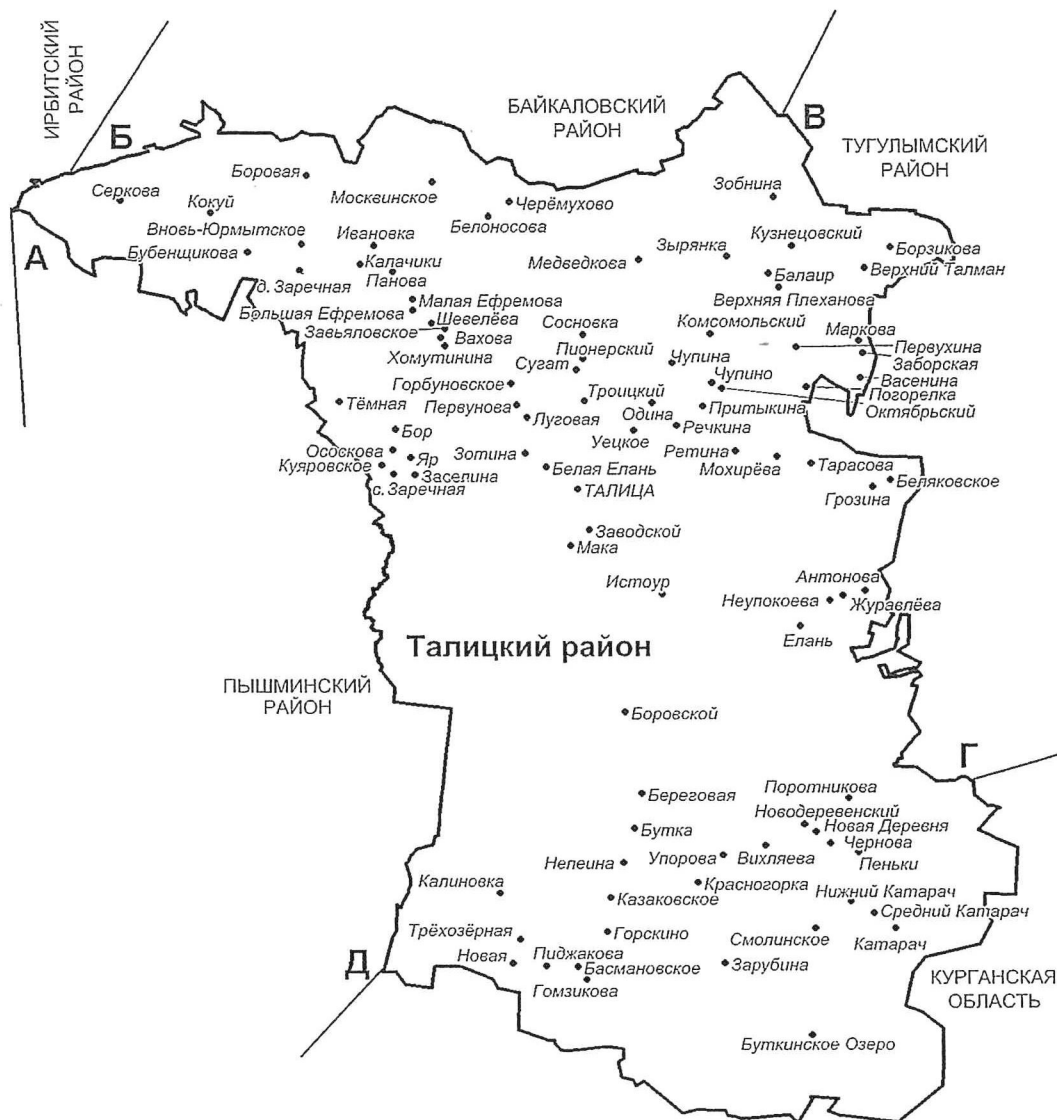 ИРБИТСКИЙ
РАЙОН
Б
БАЙКАЛОВСКИЙ
РАЙОН
В
ТУГУЛЫМСКИЙ
РАЙОН
Серкова
Кокуй
Боровая
Москвинское
Черёмухово
Белоносова
Зобнина
А
Вновь-Юрмытское
Бубенщикова
Ивановка
Калачики
Панова
д. Заречная
Медведкова
Зырянка
Кузнецовский
Борзикова
Балаир
Верхний Талман
Верхняя Плеханова
Малая Ефремова
Большая Ефремова
Шевелёва
Завьяловское
Вахова
Хомутинина
Сосновка
Пионерский
Сугат
Комсомольский
Чупина
Чупино
Маркова
Первухина
Заборская
Васенина
Погорелка
Октябрьский
Горбуновское
Троицкий
Тёмная
Первунова
Луговая
Одина
Притыкина
Речкина
Уецкое
Бор
Ососкова
Яр
Куяровское
Заселина
с. Заречная
Зотина
Белая Елань
ТАЛИЦА
Ретина
Мохирёва
Тарасова
Беляковское
Грозина
Заводской
Мака
Истоур
Антонова
Неупокоева
Журавлёва
Елань
Талицкий район
ПЫШМИНСКИЙ
РАЙОН
Боровской
Г
Береговая
Поротникова
Новодеревенский
Новая Деревня
Бутка
Чернова
Упорова
Вихляева
Пеньки
Непеина
Калиновка
Красногорка
Нижний Катарач
Казаковское
Средний Катарач
Трёхозёрная
Горскино
Смолинское
Катарач
Д
Новая
Пиджакова
Басмановское
Зарубина
Гомзикова
КУРГАНСКАЯ
ОБЛАСТЬ
Буткинское Озеро